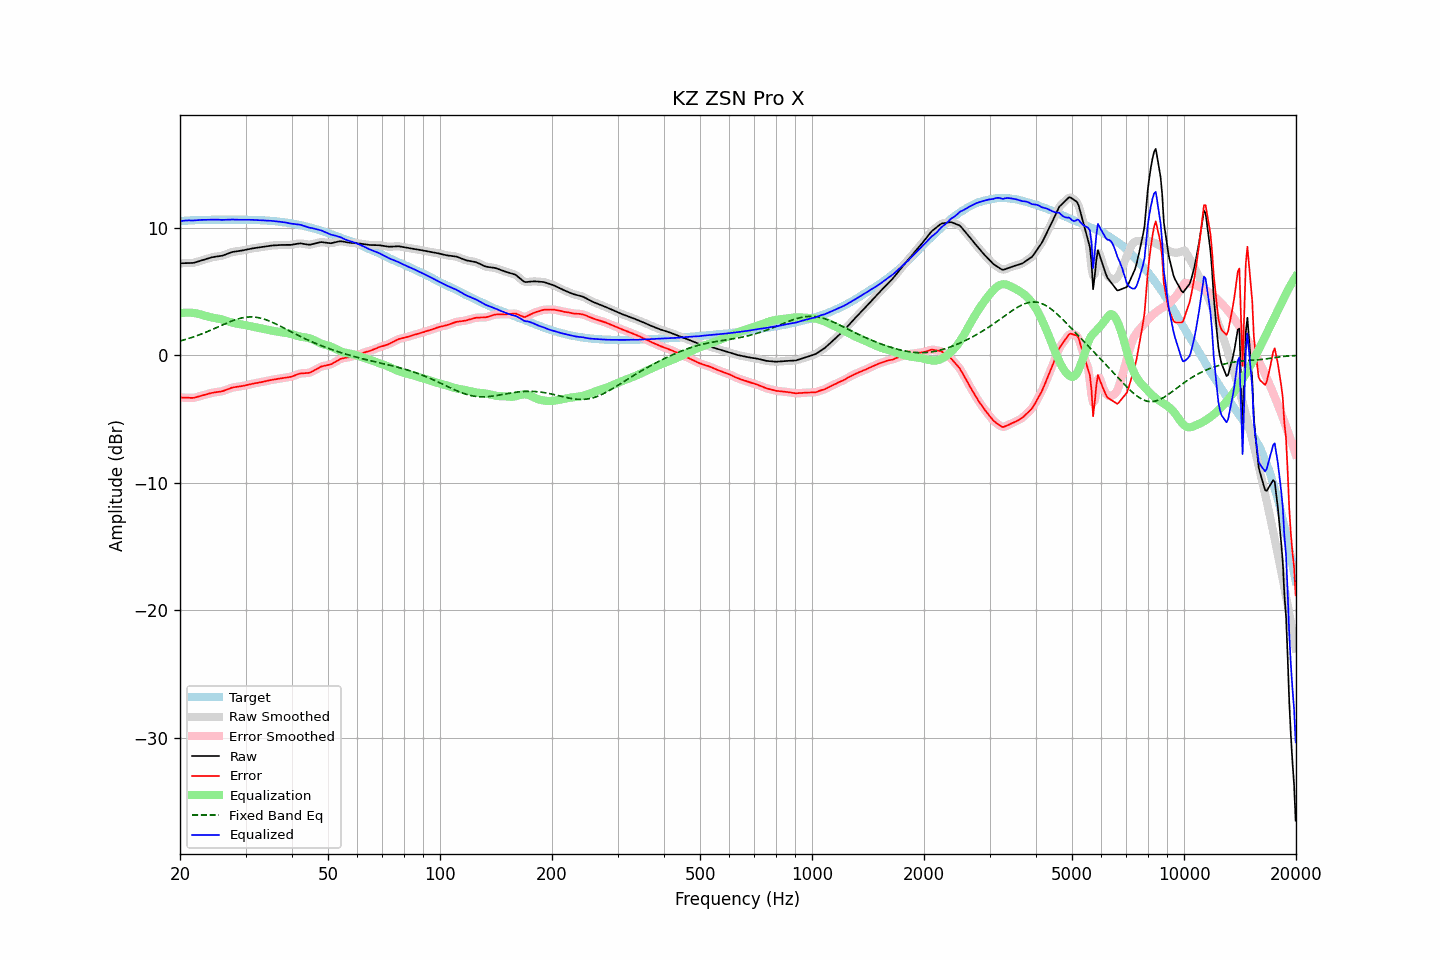 KZ ZSN Pro X
10
0
−10
−20
−30
Amplitude (dBr)
Target
Raw Smoothed
Error Smoothed
Raw
Error
Equalization
Fixed Band Eq
Equalized
20 50 100 200 500 1000 2000 5000 10000 20000
Frequency (Hz)